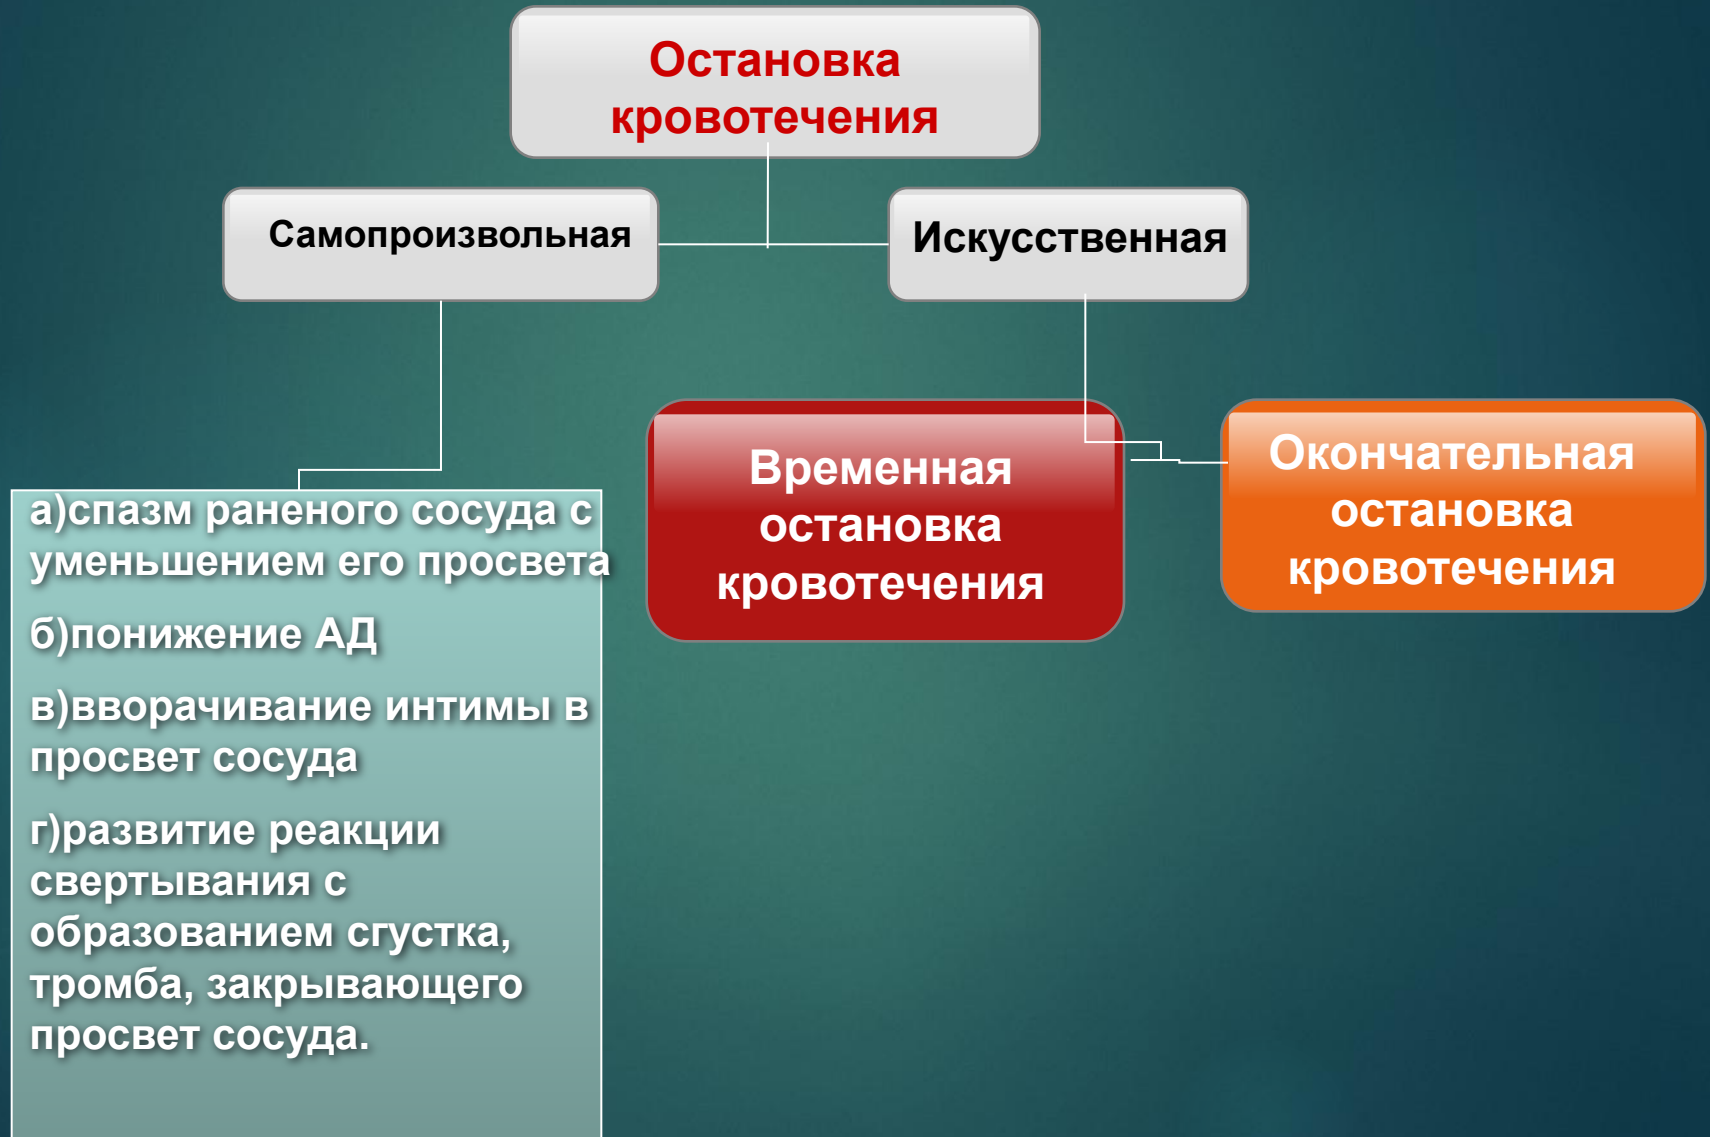 Остановка
кровотечения
Самопроизвольная
Искусственная
Временная
остановка
кровотечения
Окончательная
остановка
кровотечения
а)спазм раненого сосуда с
уменьшением его просвета
б)понижение АД
в)вворачивание интимы в
просвет сосуда
г)развитие реакции
свертывания с
образованием сгустка,
тромба, закрывающего
просвет сосуда.